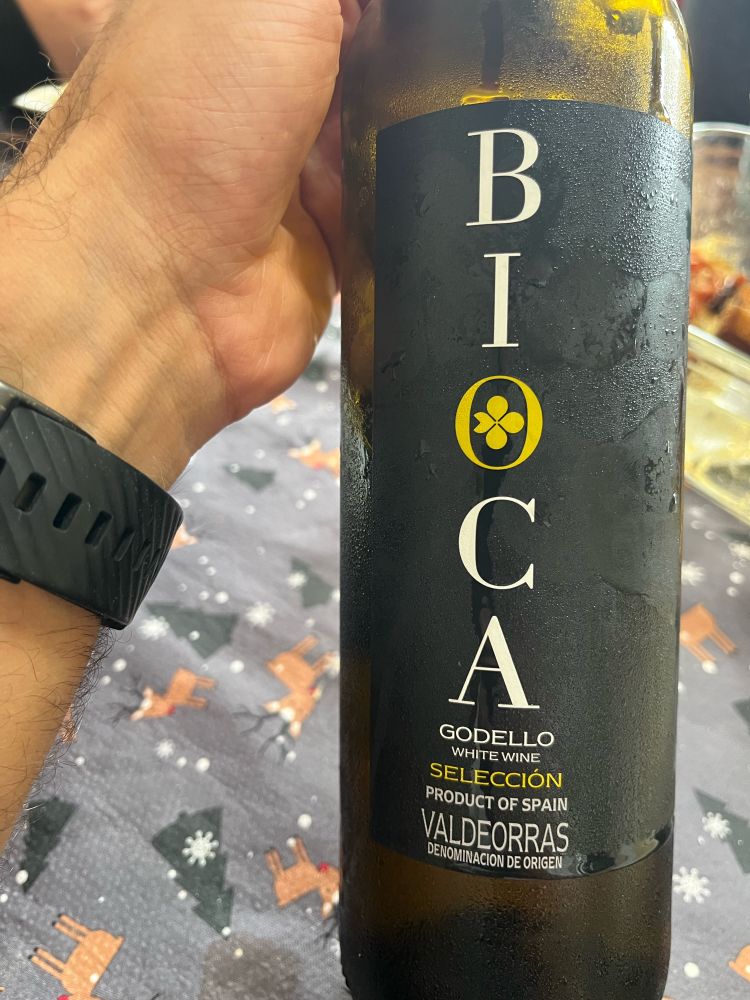 BIOCA
GODELLO
WHITE WINE
SELECCIÓN
PRODUCT OF SPAIN
VALDEORRAS
DENOMINACION DE ORIGEN